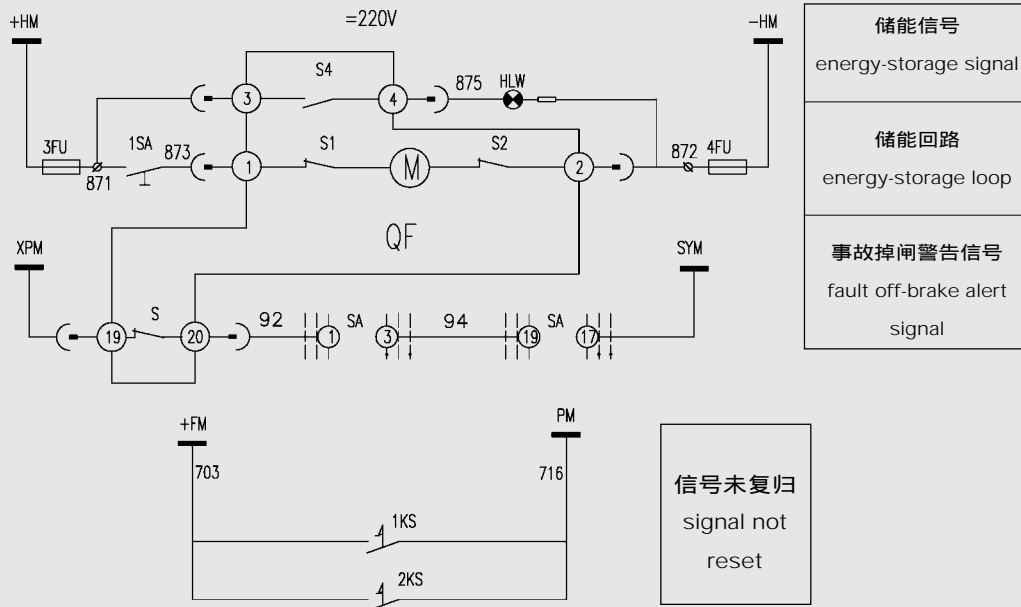 +HM
=220V
-HM
储能信号
energy-storage signal
S4
875
HLW
3
4
3FU
1SA
873
S1
S2
872
4FU
871
1
M
2
储能回路
energy-storage loop
XPM
QF
SYM
事故掉闸警告信号
fault off-brake alert
signal
S
92
SA
94
SA
19
20
1
3
19
17
+FM
PM
703
716
1KS
2KS
信号未复归
signal not
reset